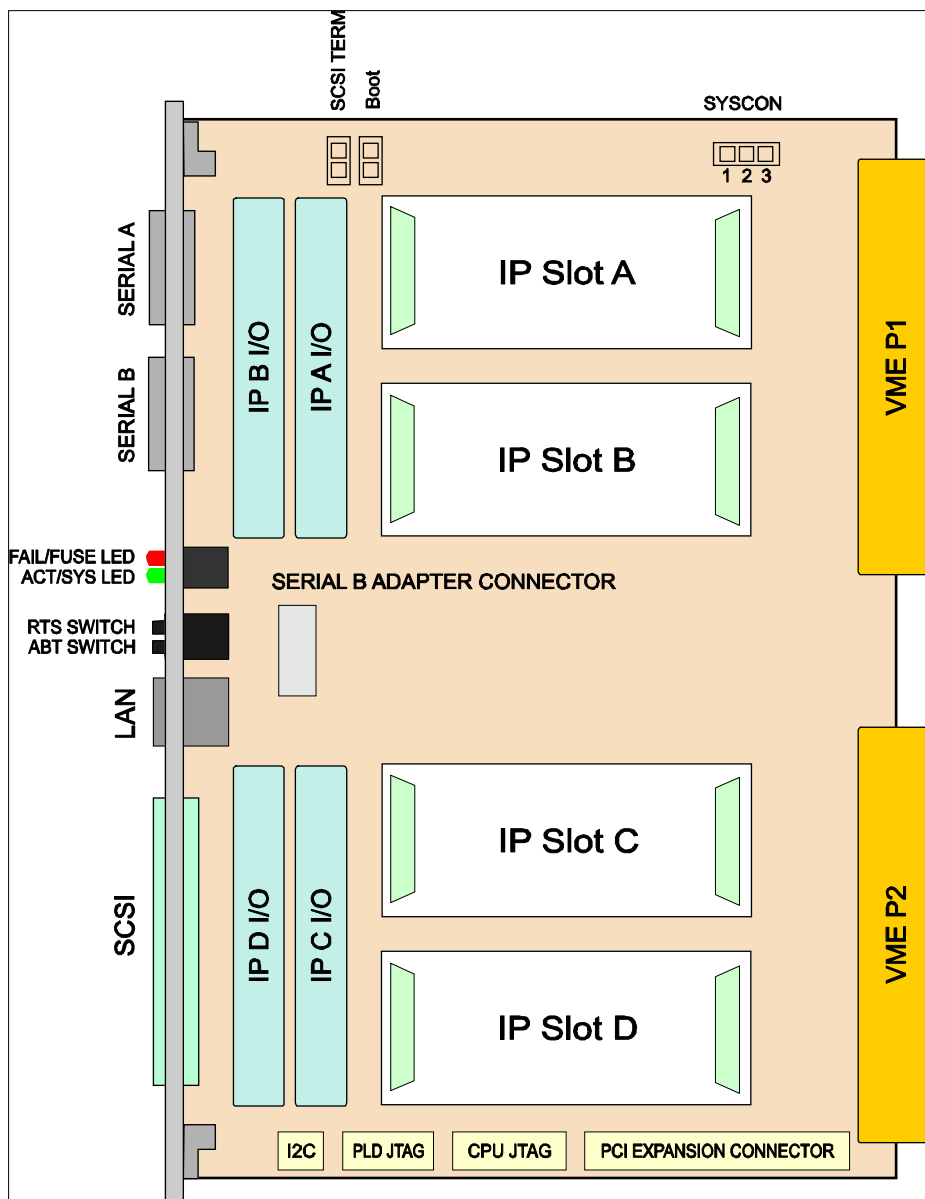 SCSI TERM
Boot
SYSCON
1 2 3
SERIAL A
SERIAL B
IP B I/O
IP A I/O
IP Slot A
IP Slot B
VME P1
FAIL/FUSE LED
ACT/SYS LED
SERIAL B ADAPTER CONNECTOR
RTS SWITCH
ABT SWITCH
LAN
SCSI
IP D I/O
IP C I/O
IP Slot C
IP Slot D
VME P2
I2C
PLD JTAG
CPU JTAG
PCI EXPANSION CONNECTOR